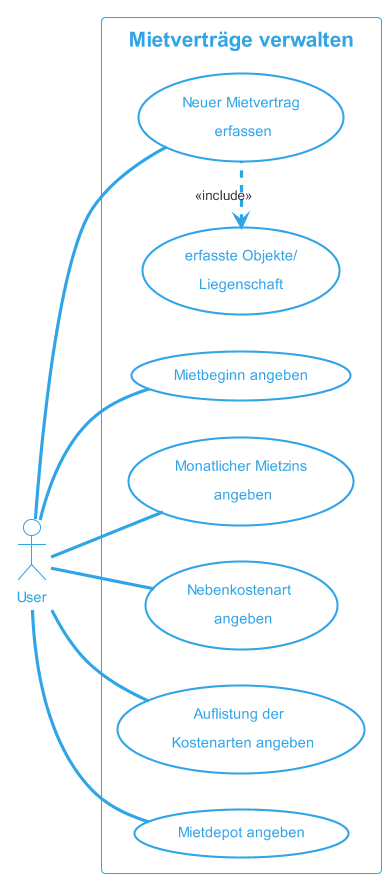 Mietverträge verwalten
Neuer Mietvertrag
erfassen
«include»
erfasste Objekte/
Liegenschaft
Mietbeginn angeben
Monatlicher Mietzins
angeben
Nebenkostenart
angeben
User
Auflistung der
Kostenarten angeben
Mietdepot angeben